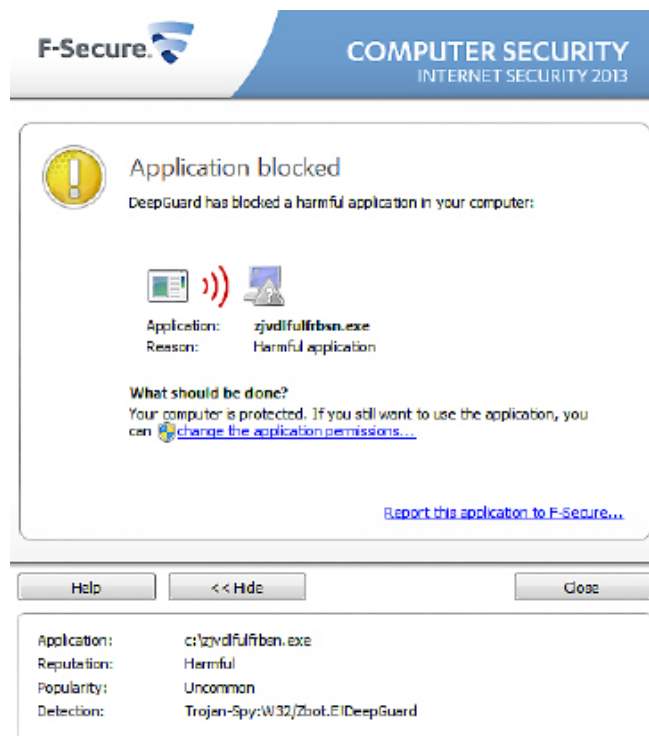 F-Secure.
COMPUTER SECURITY
INTERNET SECURITY 2013
Application blocked
DeepGuard has blocked a harmful application in your computer:
Application: zjvdlfulfrbsn.exe
Reason: Harmful application
What should be done?
Your computer is protected. If you still want to use the application, you
can change the application permissions...
Report this application to F-Secure...
Help << Hide Close
Application: c:\zjvdlfulfrbsn.exe
Reputation: Harmful
Popularity: Uncommon
Detection: Trojan-Spy:W32/Zbot.E!DeepGuard